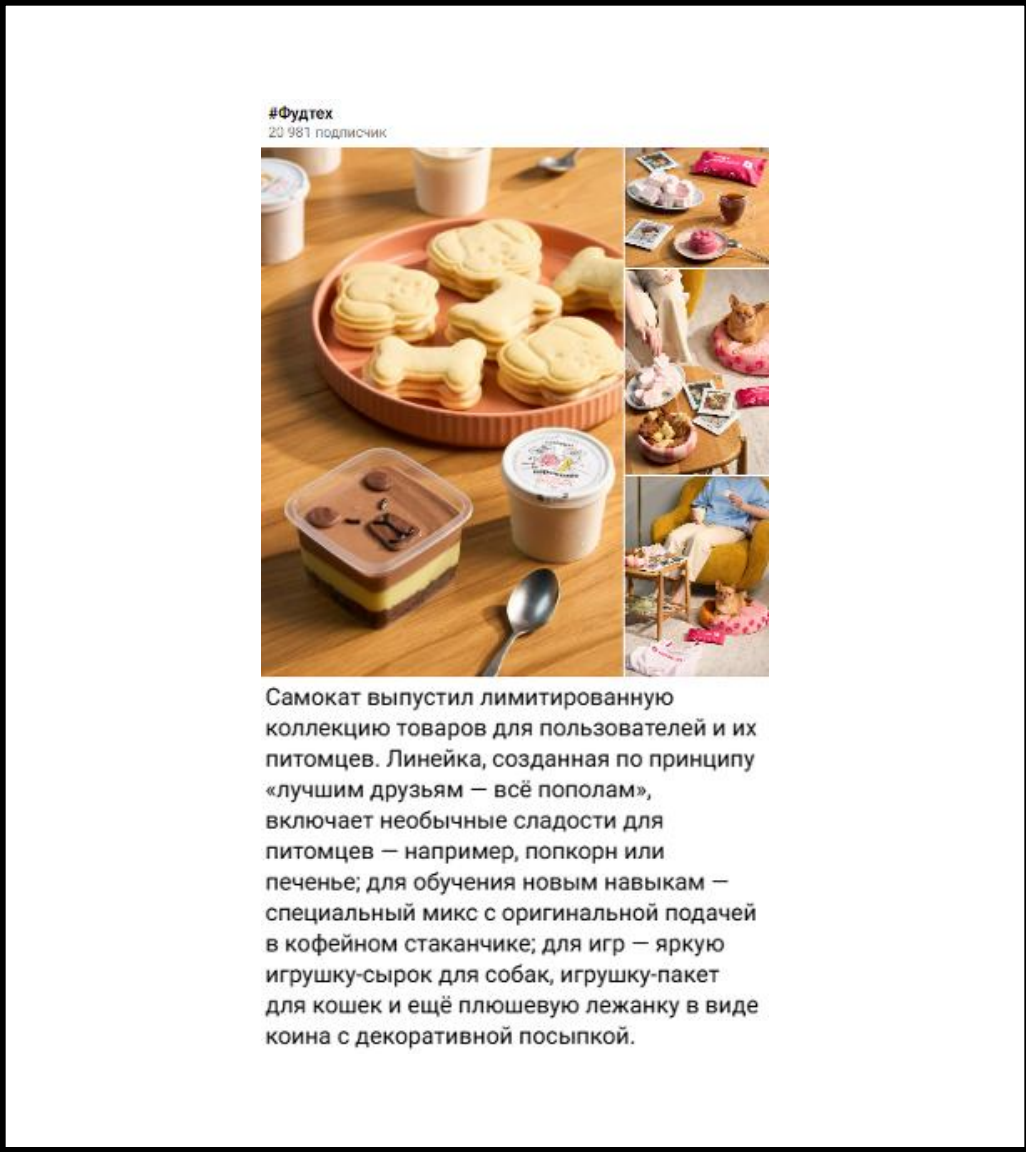 #Фудтех
20 981 подписчик
Самокат выпустил лимитированную
коллекцию товаров для пользователей и их
питомцев. Линейка, созданная по принципу
«лучшим друзьям — всё пополам»,
включает необычные сладости для
питомцев — например, попкорн или
печенье; для обучения новым навыкам —
специальный микс с оригинальной подачей
в кофейном стаканчике; для игр — яркую
игрушку-сырок для собак, игрушку-пакет
для кошек и ещё плюшевую лежанку в виде
коина с декоративной посыпкой.